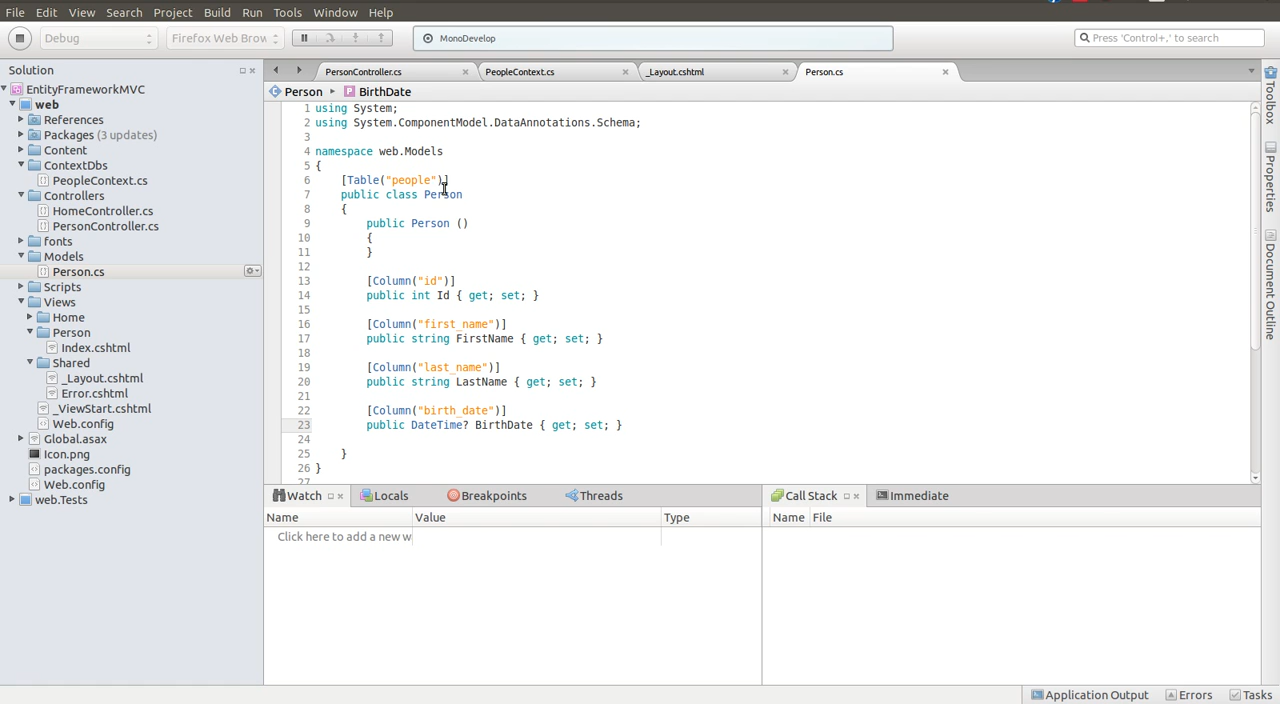 File Edit View Search Project Build Run Tools Window Help
Debug Firefox Web Brow MonoDevelop Press 'Control+,' to search
Solution
EntityFrameworkMVC
web
References
Packages (3 updates)
Content
ContextDbs
PeopleContext.cs
Controllers
HomeController.cs
PersonController.cs
fonts
Models
Person.cs
Scripts
Views
Home
Person
Index.cshtml
Shared
_Layout.cshtml
Error.cshtml
_ViewStart.cshtml
Web.config
Global.asax
Icon.png
packages.config
Web.config
web.Tests
PersonController.cs PeopleContext.cs _Layout.cshtml Person.cs
Person BirthDate
1 using System;
2 using System.ComponentModel.DataAnnotations.Schema;
3
4 namespace web.Models
5 {
6 [Table("people")]
7 public class Person
8 {
9 public Person ()
10 {
11 }
12
13 [Column("id")]
14 public int Id { get; set; }
15
16 [Column("first_name")]
17 public string FirstName { get; set; }
18
19 [Column("last_name")]
20 public string LastName { get; set; }
21
22 [Column("birth_date")]
23 public DateTime? BirthDate { get; set; }
24
25 }
26 }
27
Watch Locals Breakpoints Threads
Name Value Type
Click here to add a new w
Call Stack Immediate
Name File
Toolbox
Properties
Document Outline
Application Output Errors Tasks